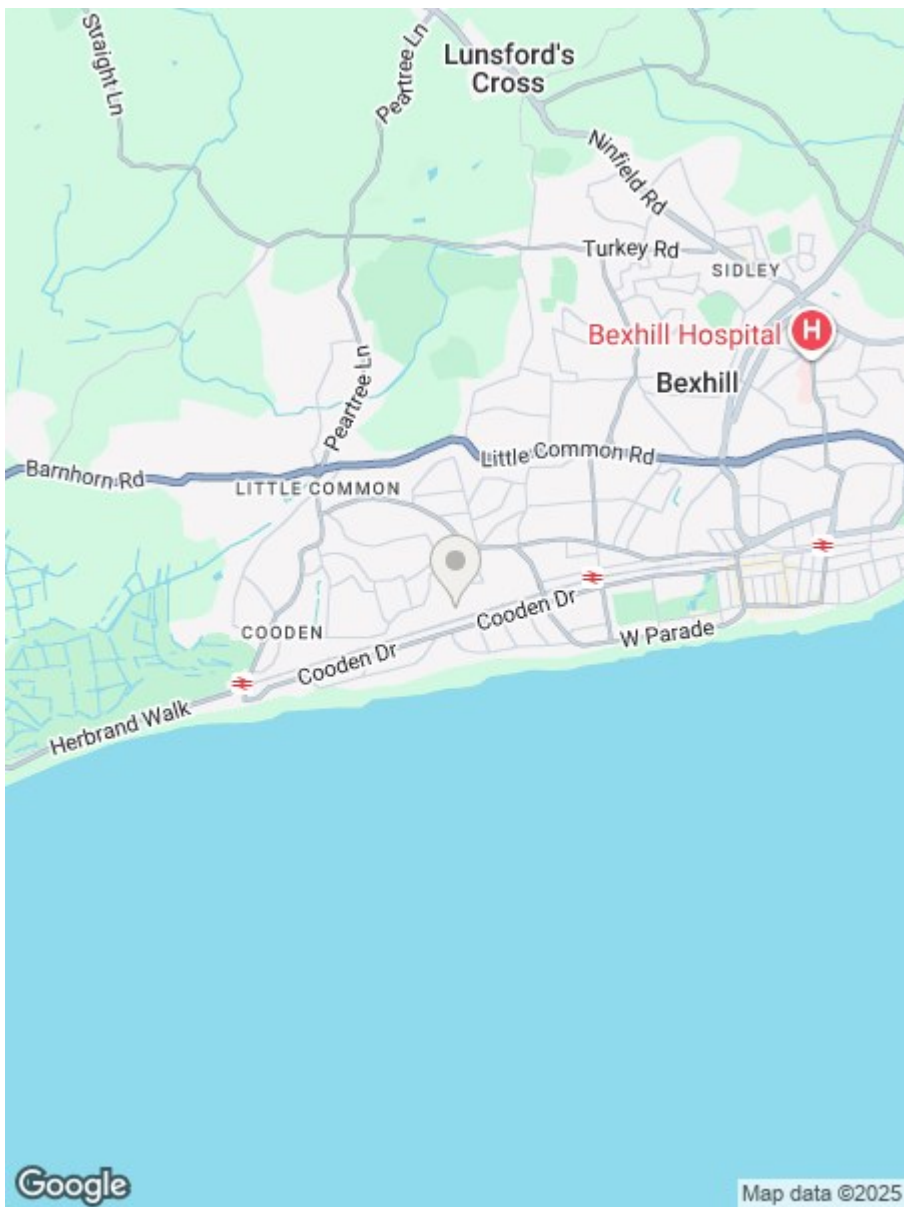 Straight Ln
Peartree Ln
Lunsford's
Cross
Ninfield Rd
Turkey Rd
SIDLEY
Bexhill Hospital
H
Bexhill
Peartree Ln
Little Common Rd
Barnhorn Rd
LITTLE COMMON
Cooden Dr
COODEN
W Parade
Cooden Dr
Herbrand Walk
Google
Map data ©2025